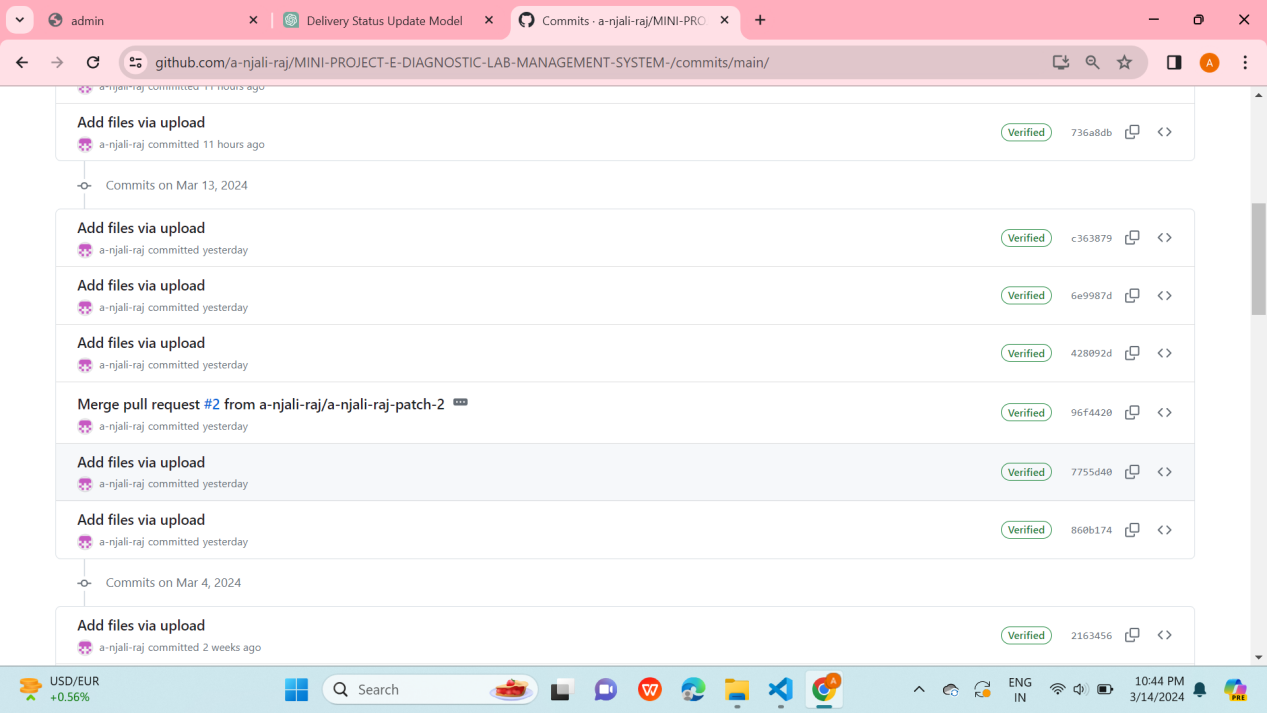 admin
Delivery Status Update Model
Commits · a-njali-raj/MINI-PRO
github.com/a-njali-raj/MINI-PROJECT-E-DIAGNOSTIC-LAB-MANAGEMENT-SYSTEM-/commits/main/
A
a-njali-raj committed 11 hours ago
Add files via upload
a-njali-raj committed 11 hours ago
Verified 736a8db
Commits on Mar 13, 2024
Add files via upload
a-njali-raj committed yesterday
Verified c363879
Add files via upload
a-njali-raj committed yesterday
Verified 6e9987d
Add files via upload
a-njali-raj committed yesterday
Verified 428092d
Merge pull request #2 from a-njali-raj/a-njali-raj-patch-2
a-njali-raj committed yesterday
Verified 96f4420
Add files via upload
a-njali-raj committed yesterday
Verified 7755d40
Add files via upload
a-njali-raj committed yesterday
Verified 860b174
Commits on Mar 4, 2024
Add files via upload
a-njali-raj committed 2 weeks ago
Verified 2163456
USD/EUR
+0.56%
Search
W
A
ENG
IN
10:44 PM
3/14/2024
PRE